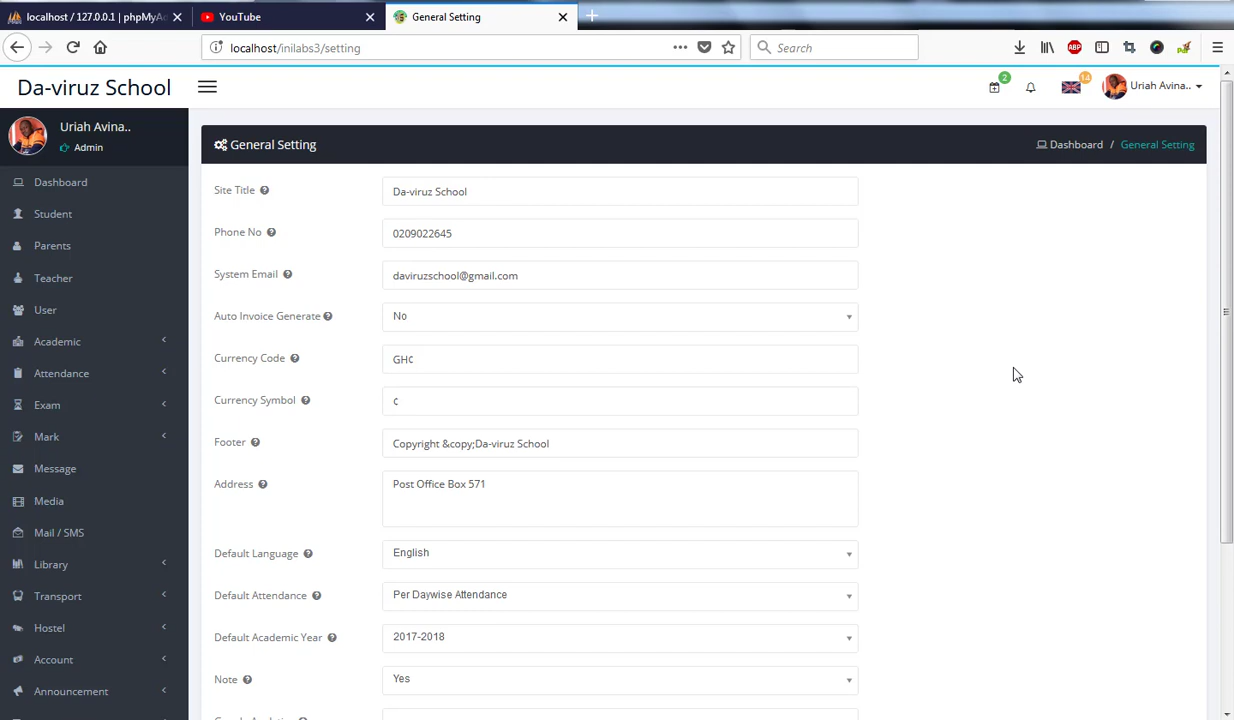 localhost / 127.0.0.1 | phpMyAd
YouTube
General Setting
localhost/inilabs3/setting
Search
ABP
Da-viruz School
2
14
Uriah Avina..
Uriah Avina..
Admin
General Setting
Dashboard / General Setting
Dashboard
Student
Parents
Teacher
User
Academic
Attendance
Exam
Mark
Message
Media
Mail / SMS
Library
Transport
Hostel
Account
Announcement
Site Title
Da-viruz School
Phone No
0209022645
System Email
daviruzschool@gmail.com
Auto Invoice Generate
No
Currency Code
GH¢
Currency Symbol
¢
Footer
Copyright &copy;Da-viruz School
Address
Post Office Box 571
Default Language
English
Default Attendance
Per Daywise Attendance
Default Academic Year
2017-2018
Note
Yes